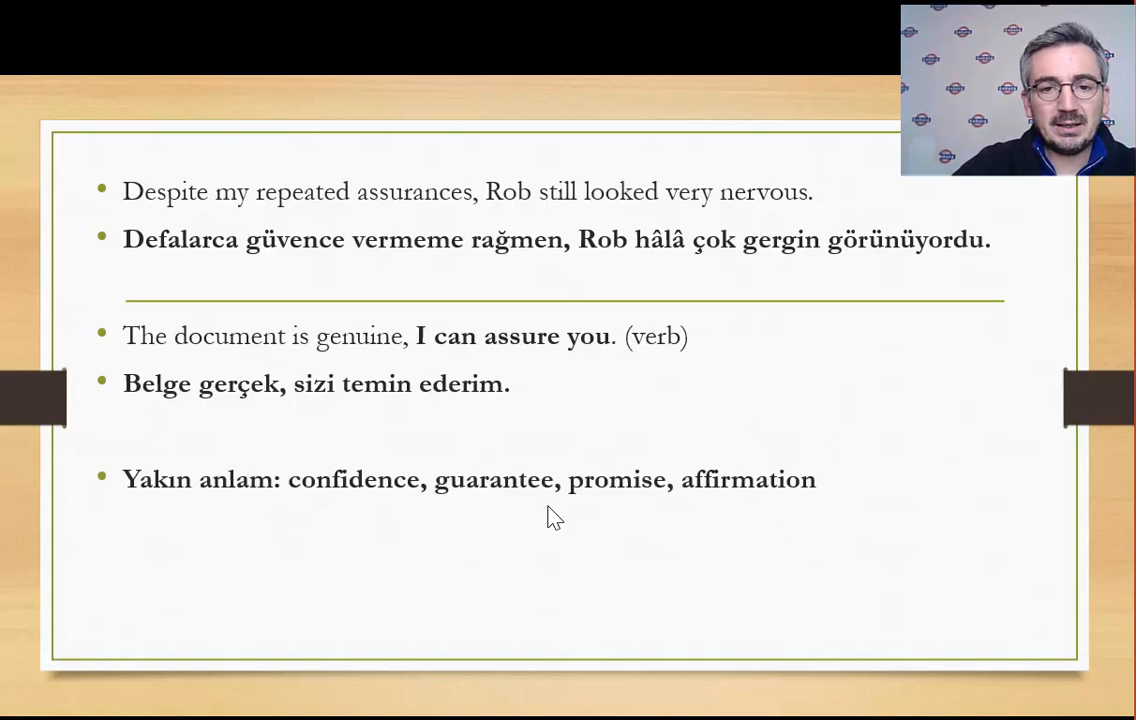 Despite my repeated assurances, Rob still looked very nervous.
Defalarca güvence vermeme rağmen, Rob hâlâ çok gergin görünüyordu.
The document is genuine, I can assure you. (verb)
Belge gerçek, sizi temin ederim.
Yakın anlam: confidence, guarantee, promise, affirmation